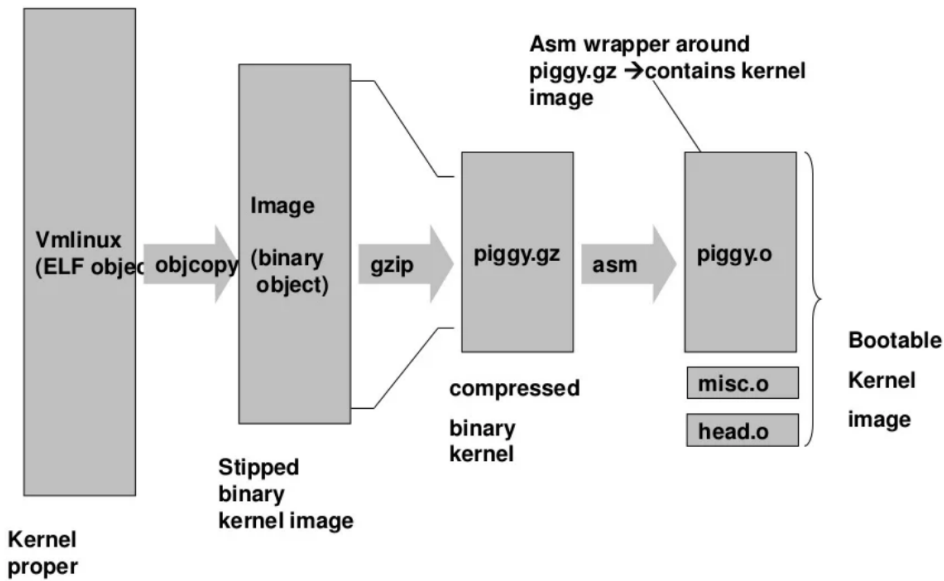 Asm wrapper around
piggy.gz ➔contains kernel
image
Vmlinux
(ELF objec
objcopy
Image
(binary
object)
gzip
piggy.gz
asm
piggy.o
misc.o
head.o
Bootable
Kernel
image
compressed
binary
kernel
Stipped
binary
kernel image
Kernel
proper